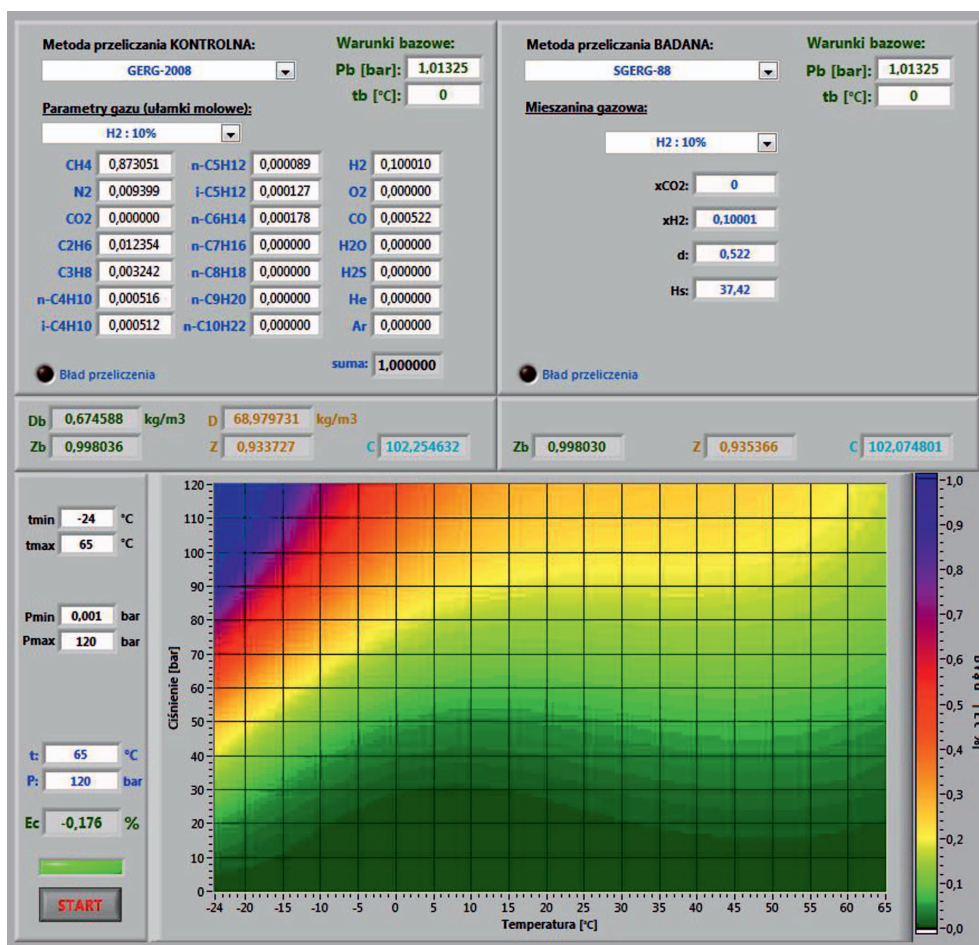 Metoda przeliczania KONTROLNA:
GERG-2008
Warunki bazowe:
Pb [bar]: 1,01325
tb [°C]: 0
Parametry gazu (ułamki molowe):
H2 : 10%
CH4 0,873051 n-C5H12 0,000089 H2 0,100010
N2 0,009399 i-C5H12 0,000127 O2 0,000000
CO2 0,000000 n-C6H14 0,000178 CO 0,000522
C2H6 0,012354 n-C7H16 0,000000 H2O 0,000000
C3H8 0,003242 n-C8H18 0,000000 H2S 0,000000
n-C4H10 0,000516 n-C9H20 0,000000 He 0,000000
i-C4H10 0,000512 n-C10H22 0,000000 Ar 0,000000
suma: 1,000000
Bład przeliczenia
Metoda przeliczania BADANA:
SGERG-88
Warunki bazowe:
Pb [bar]: 1,01325
tb [°C]: 0
Mieszanina gazowa:
H2 : 10%
xCO2: 0
xH2: 0,10001
d: 0,522
Hs: 37,42
Bład przeliczenia
Db 0,674588 kg/m3 D 68,979731 kg/m3
Zb 0,998036 Z 0,933727 C 102,254632
Zb 0,998030 Z 0,935366 C 102,074801
tmin -24 °C
tmax 65 °C
Pmin 0,001 bar
Pmax 120 bar
t: 65 °C
P: 120 bar
Ec -0,176 %
START
Ciśnienie [bar]
120
110
100
90
80
70
60
50
40
30
20
10
0
-24 -20 -15 -10 -5 0 5 10 15 20 25 30 35 40 45 50 55 60 65
Temperatura [°C]
1,0
0,9
0,8
0,7
0,6
0,5
0,4
0,3
0,2
0,1
0,0